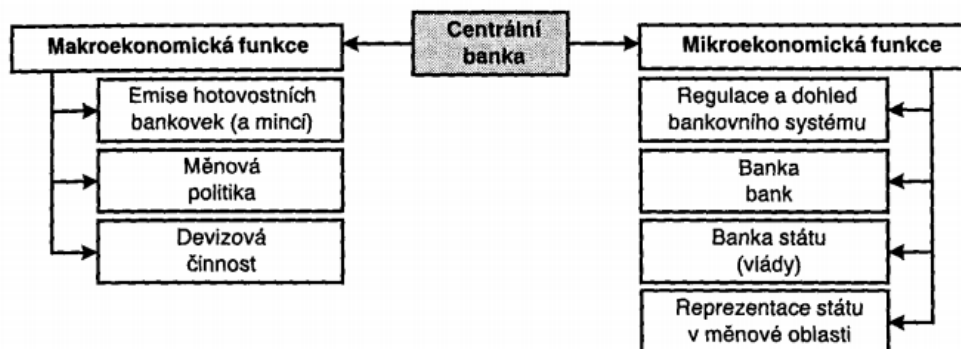 Centrální
banka
Makroekonomická funkce
Emise hotovostních
bankovek (a mincí)
Měnová
politika
Devizová
činnost
Mikroekonomická funkce
Regulace a dohled
bankovního systému
Banka
bank
Banka státu
(vlády)
Reprezentace státu
v měnové oblasti